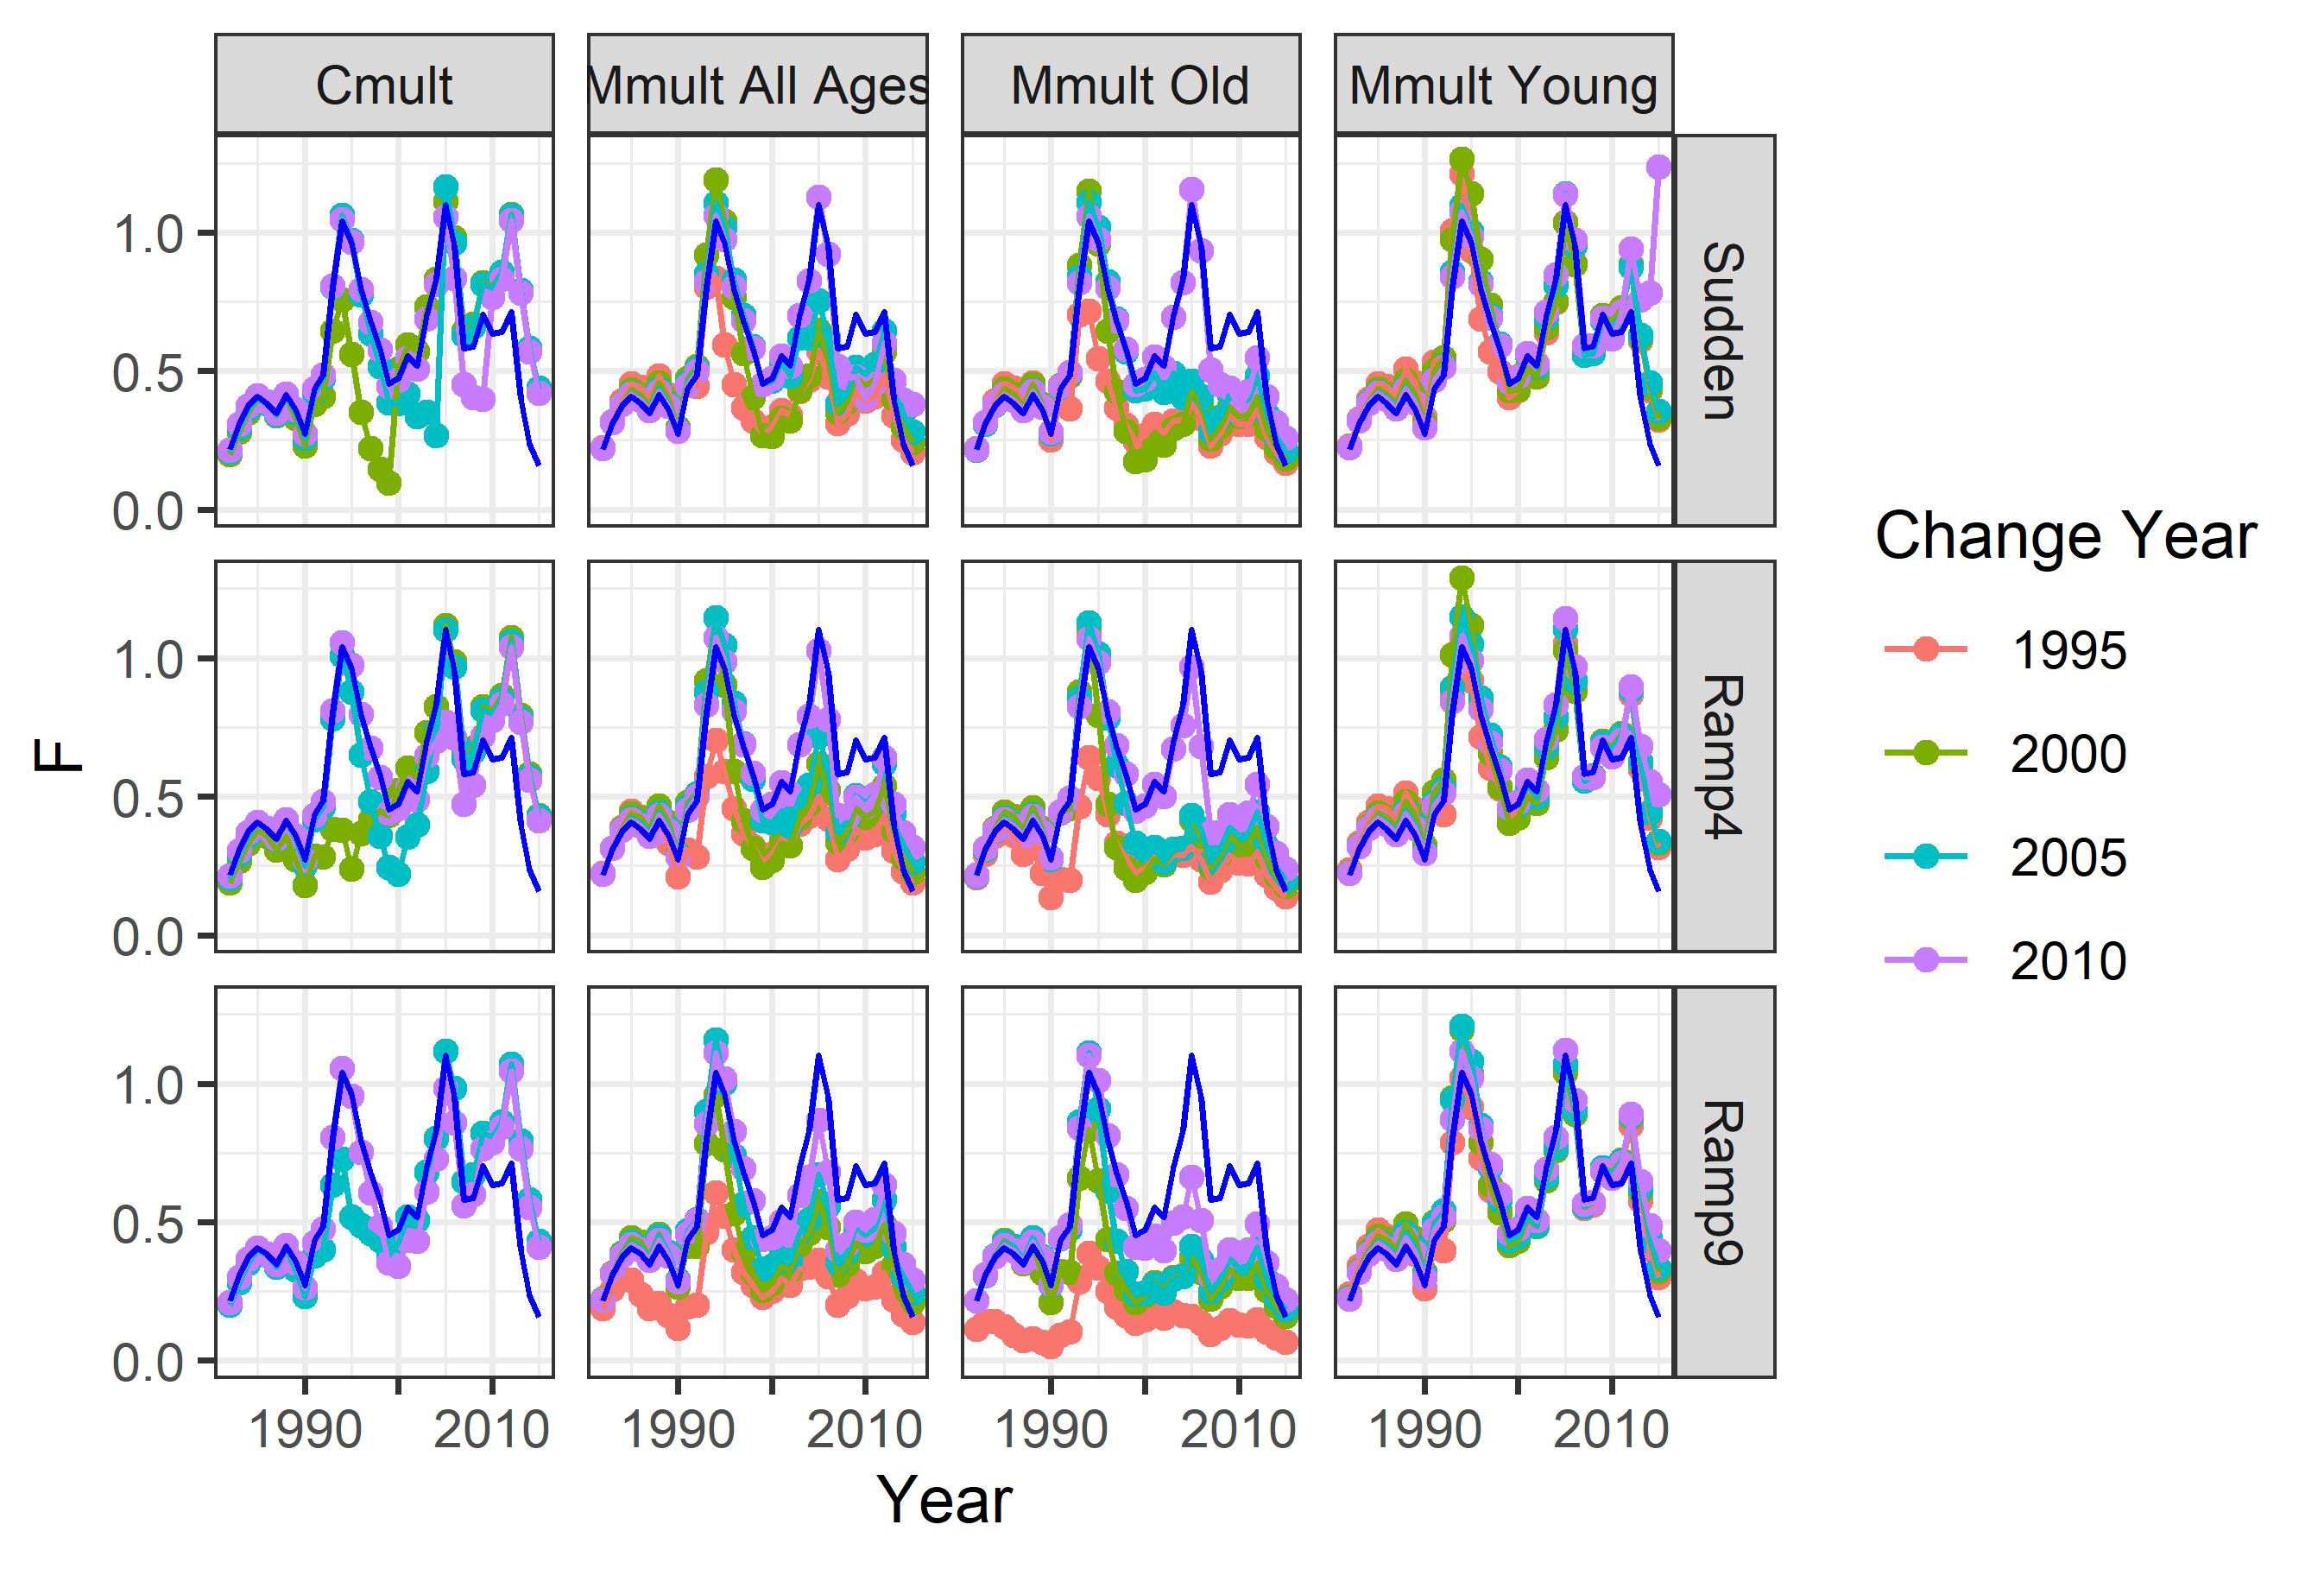 Cmult
Mmult All Ages
Mmult Old
Mmult Young
1.0
0.5
0.0
Sudden
1.0
0.5
0.0
Ramp4
1.0
0.5
0.0
Ramp9
F
1990 2010 1990 2010 1990 2010 1990 2010
Year
Change Year
1995
2000
2005
2010